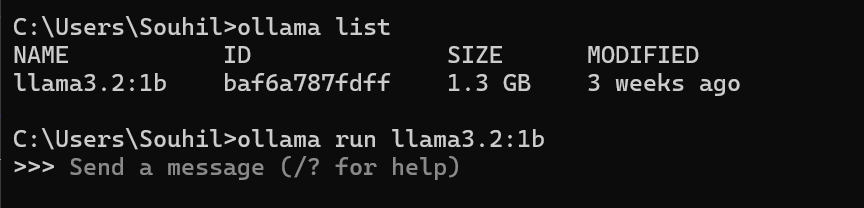 C:\Users\Souhil>ollama list
NAME ID SIZE MODIFIED
llama3.2:1b baf6a787fdff 1.3 GB 3 weeks ago
C:\Users\Souhil>ollama run llama3.2:1b
>>> Send a message (/? for help)